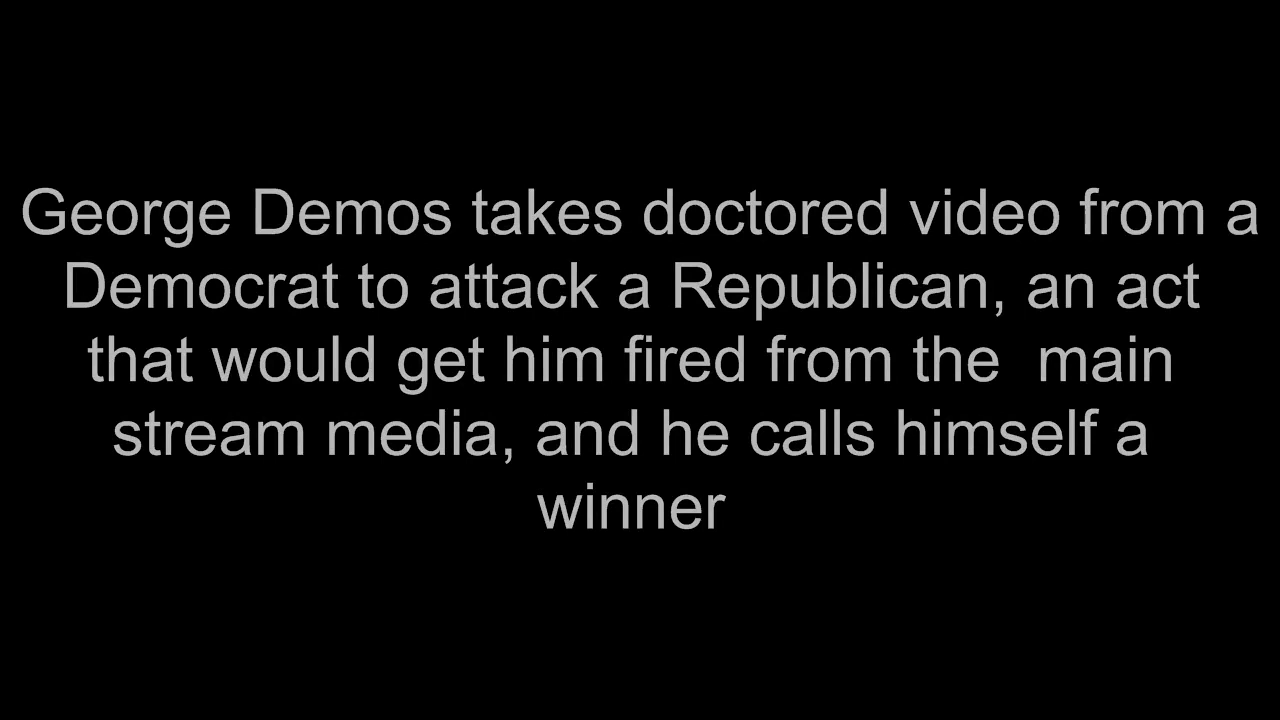 George Demos takes doctored video from a
Democrat to attack a Republican, an act
that would get him fired from the  main
stream media, and he calls himself a
winner